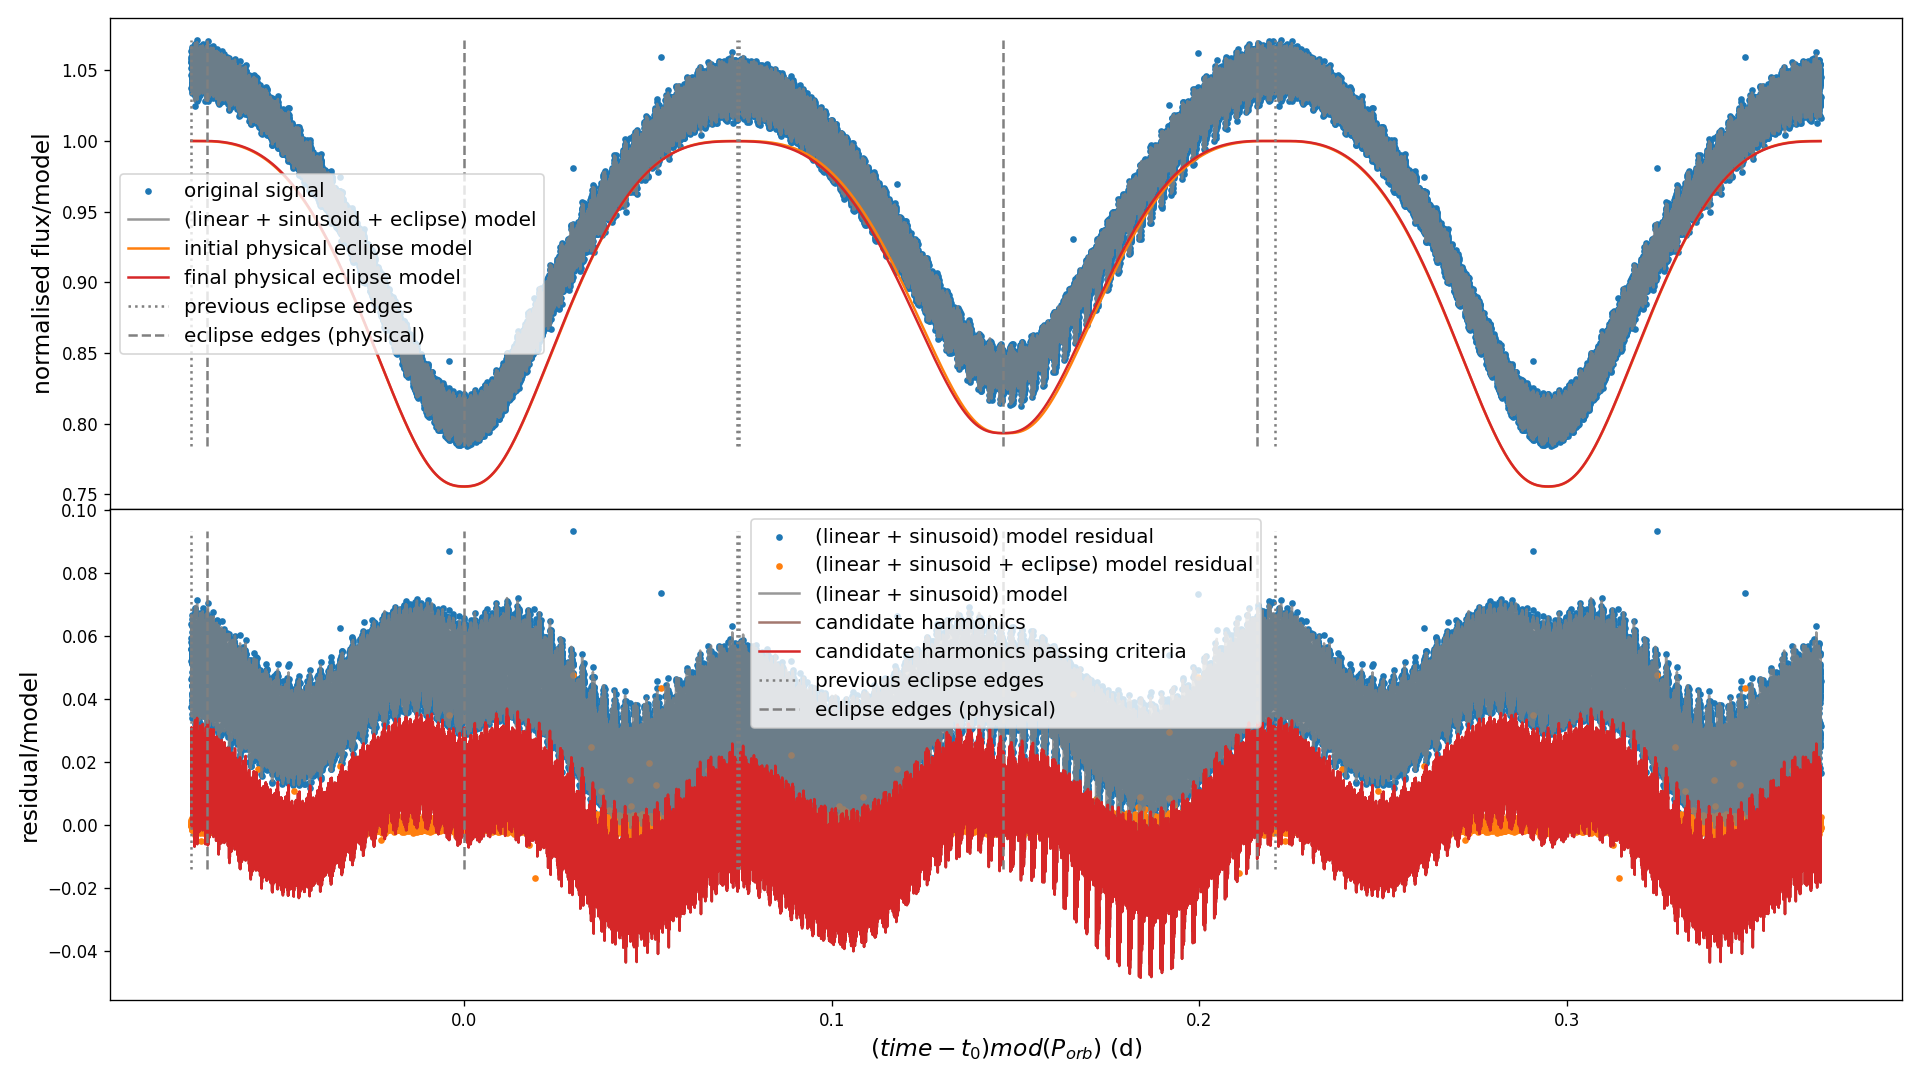 normalised flux/model
1.05
1.00
0.95
0.90
0.85
0.80
0.75
original signal
(linear + sinusoid + eclipse) model
initial physical eclipse model
final physical eclipse model
previous eclipse edges
eclipse edges (physical)
residual/model
0.10
0.08
0.06
0.04
0.02
0.00
−0.02
−0.04
(linear + sinusoid) model residual
(linear + sinusoid + eclipse) model residual
(linear + sinusoid) model
candidate harmonics
candidate harmonics passing criteria
previous eclipse edges
eclipse edges (physical)
0.0 0.1 0.2 0.3
(time − t₀)mod(P_orb) (d)